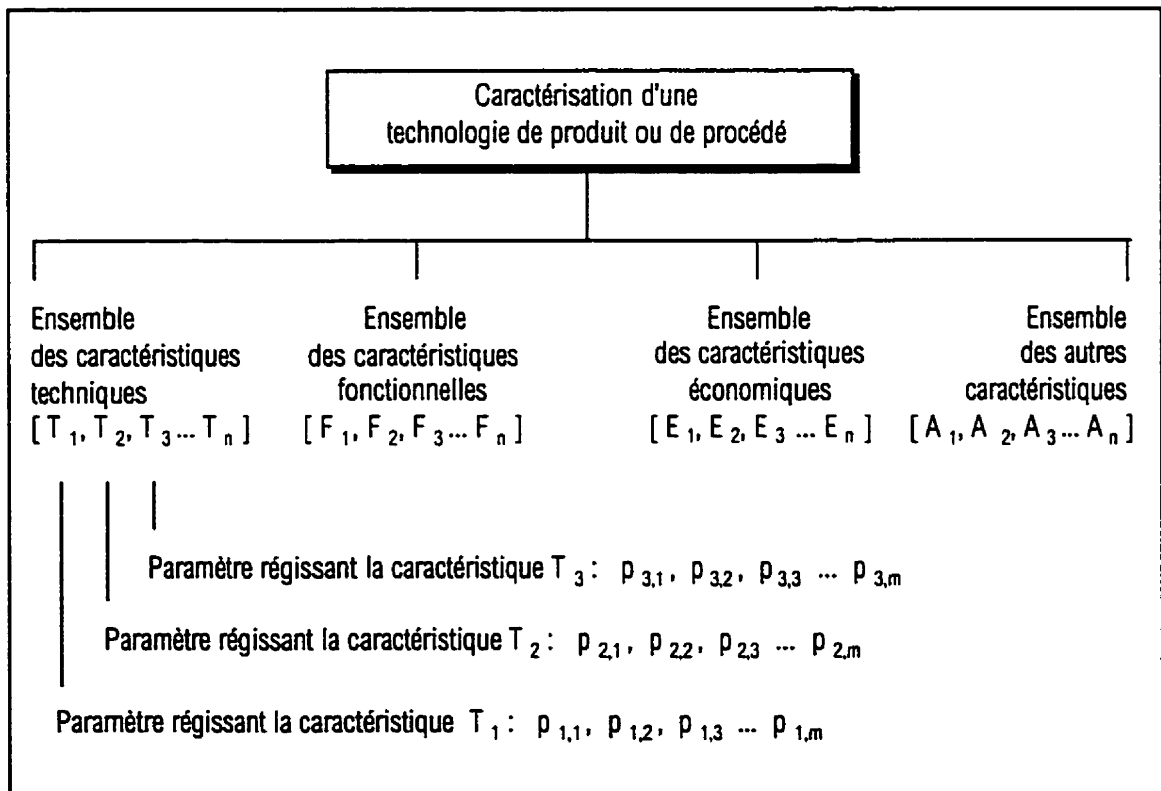 Caractérisation d'une
technologie de produit ou de procédé
Ensemble
des caractéristiques
techniques
[ T 1, T 2, T 3 ... T n ]
Ensemble
des caractéristiques
fonctionnelles
[ F 1, F 2, F 3 ... F n ]
Ensemble
des caractéristiques
économiques
[ E 1, E 2, E 3 ... E n ]
Ensemble
des autres
caractéristiques
[ A 1, A 2, A 3 ... A n ]
Paramètre régissant la caractéristique T 3 : p 3,1, p 3,2, p 3,3 ... p 3,m
Paramètre régissant la caractéristique T 2 : p 2,1, p 2,2, p 2,3 ... p 2,m
Paramètre régissant la caractéristique T 1 : p 1,1, p 1,2, p 1,3 ... p 1,m